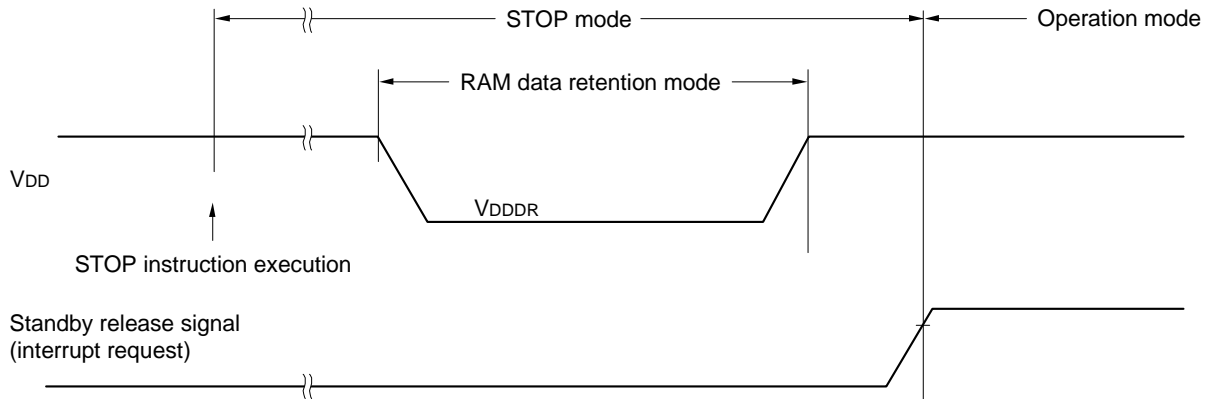 STOP mode
Operation mode
RAM data retention mode
VDD
VDDDR
STOP instruction execution
Standby release signal
(interrupt request)